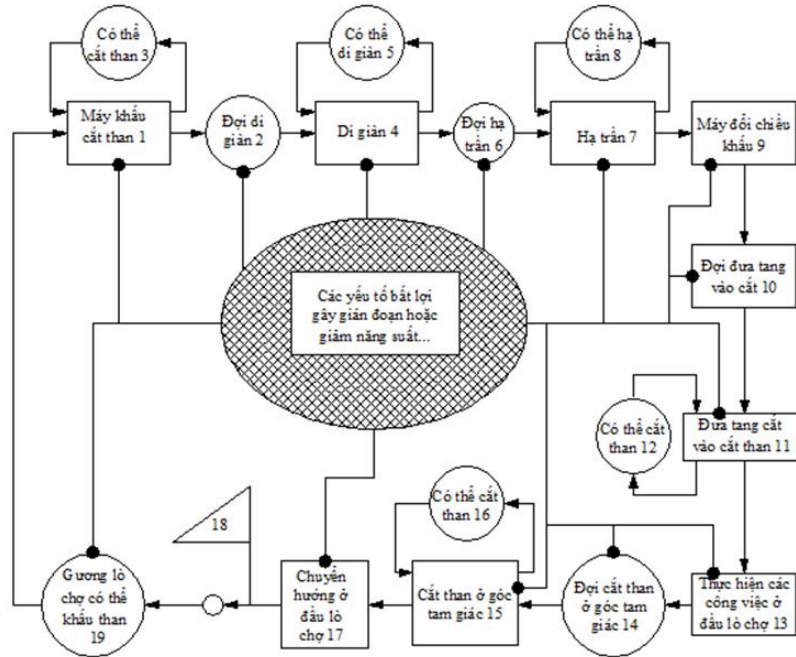 Có thể
cắt than 3
Có thể
di giàn 5
Có thể hạ
trần 8
Máy khấu
cắt than 1
Đợi di
giàn 2
Di giàn 4
Đợi hạ
trần 6
Hạ trần 7
Máy đổi chiều
khấu 9
Đợi đưa tang
vào cắt 10
Các yếu tố bất lợi
gây gián đoạn hoặc
giảm năng suất...
Có thể cắt
than 12
Đưa tang cắt
vào cắt than 11
Có thể cắt
than 16
18
Gương lò
chợ có thể
khấu than
19
Chuyển
hướng ở
đầu lò
chợ 17
Cắt than ở góc
tam giác 15
Đợi cắt than
ở góc tam
giác 14
Thực hiện các
công việc ở
đầu lò chợ 13